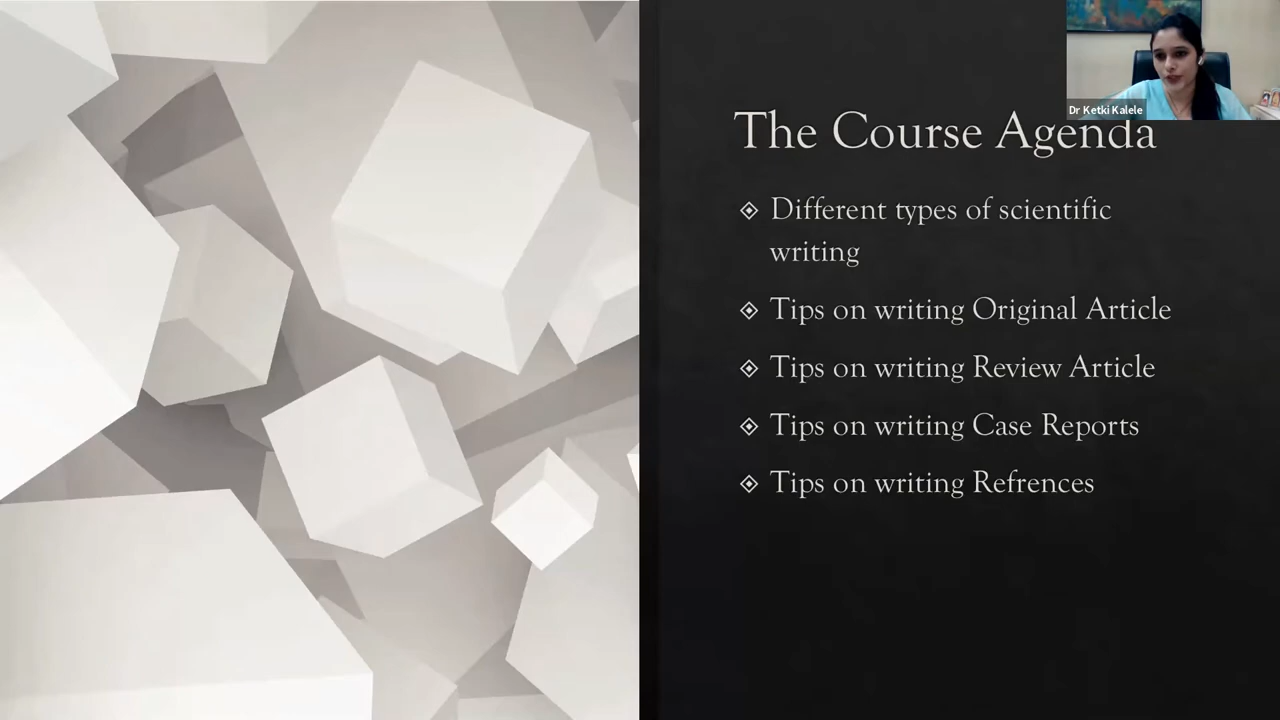 Dr Ketki Kalele
The Course Agenda
Different types of scientific
writing
Tips on writing Original Article
Tips on writing Review Article
Tips on writing Case Reports
Tips on writing Refrences